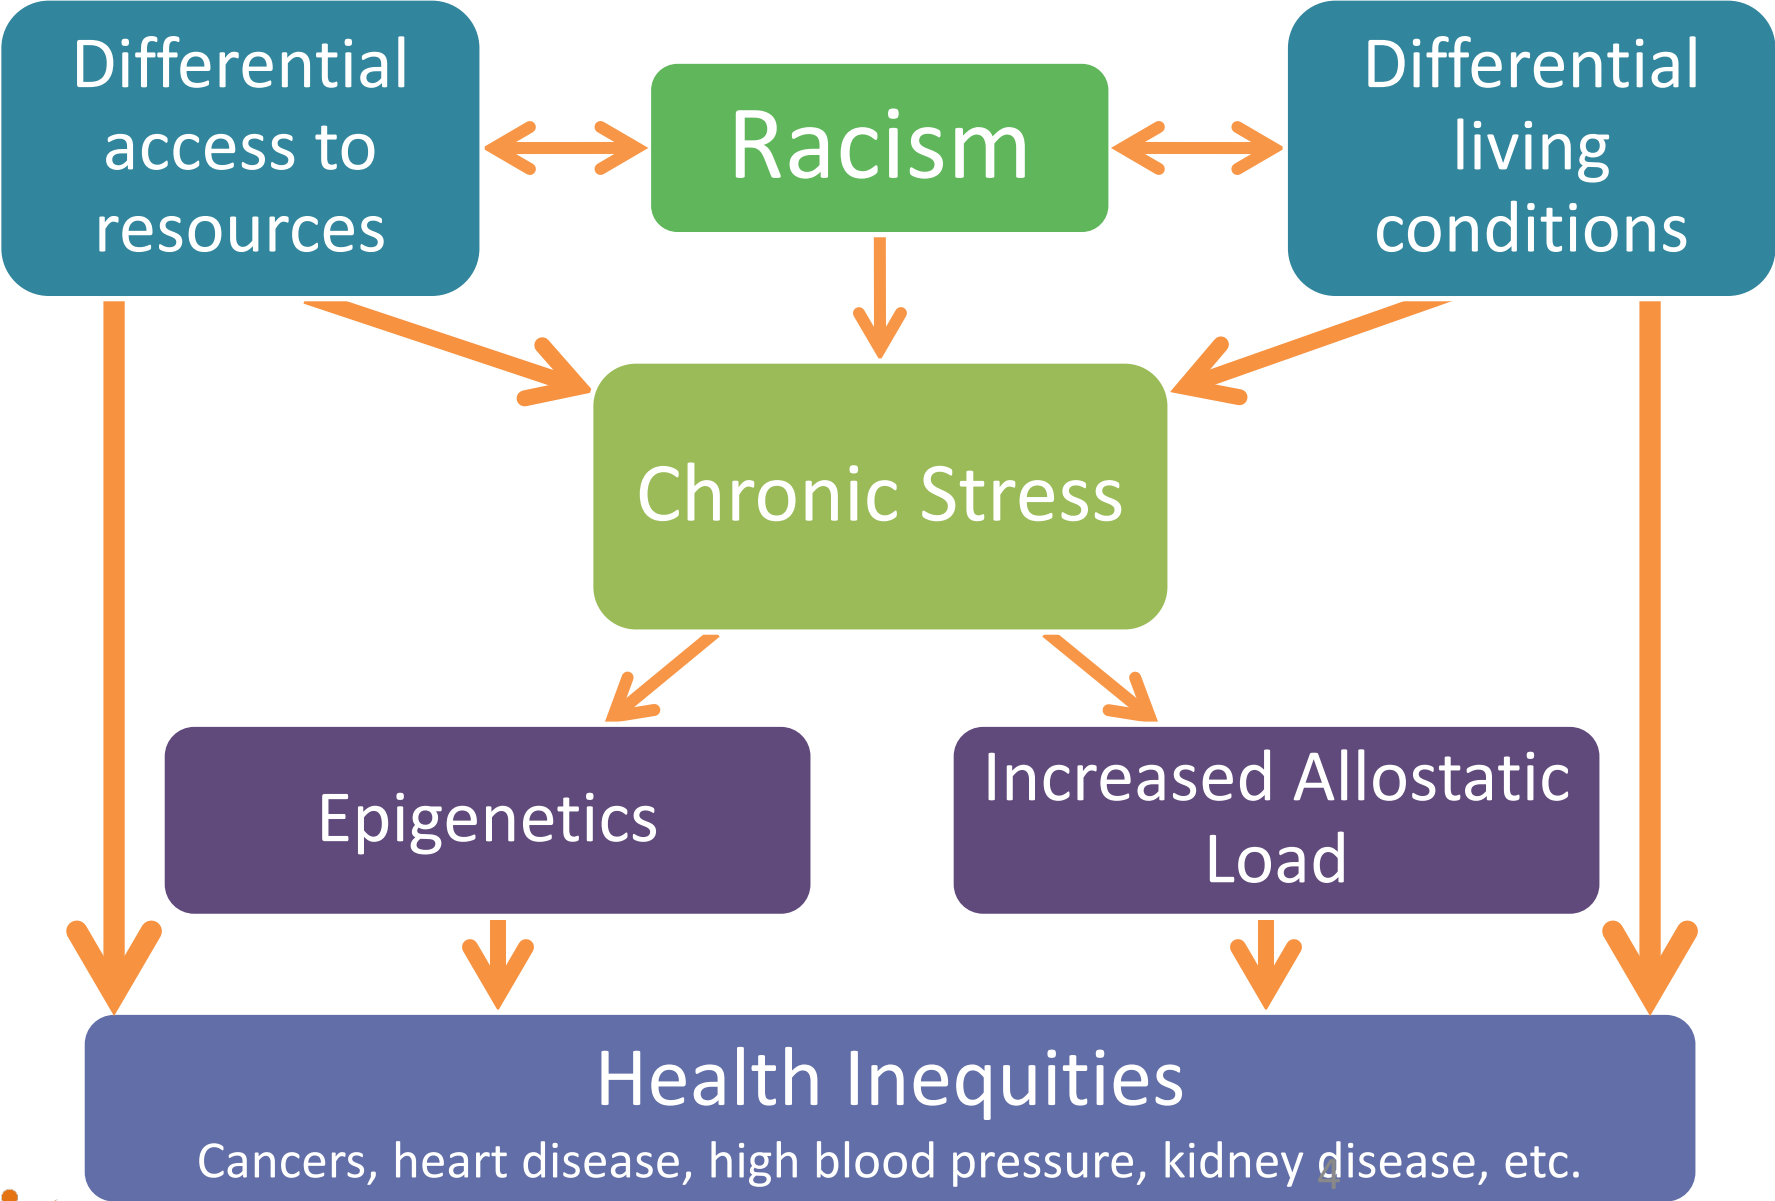 Differential
access to
resources
Racism
Differential
living
conditions
Chronic Stress
Epigenetics
Increased Allostatic
Load
Health Inequities
Cancers, heart disease, high blood pressure, kidney disease, etc.
4